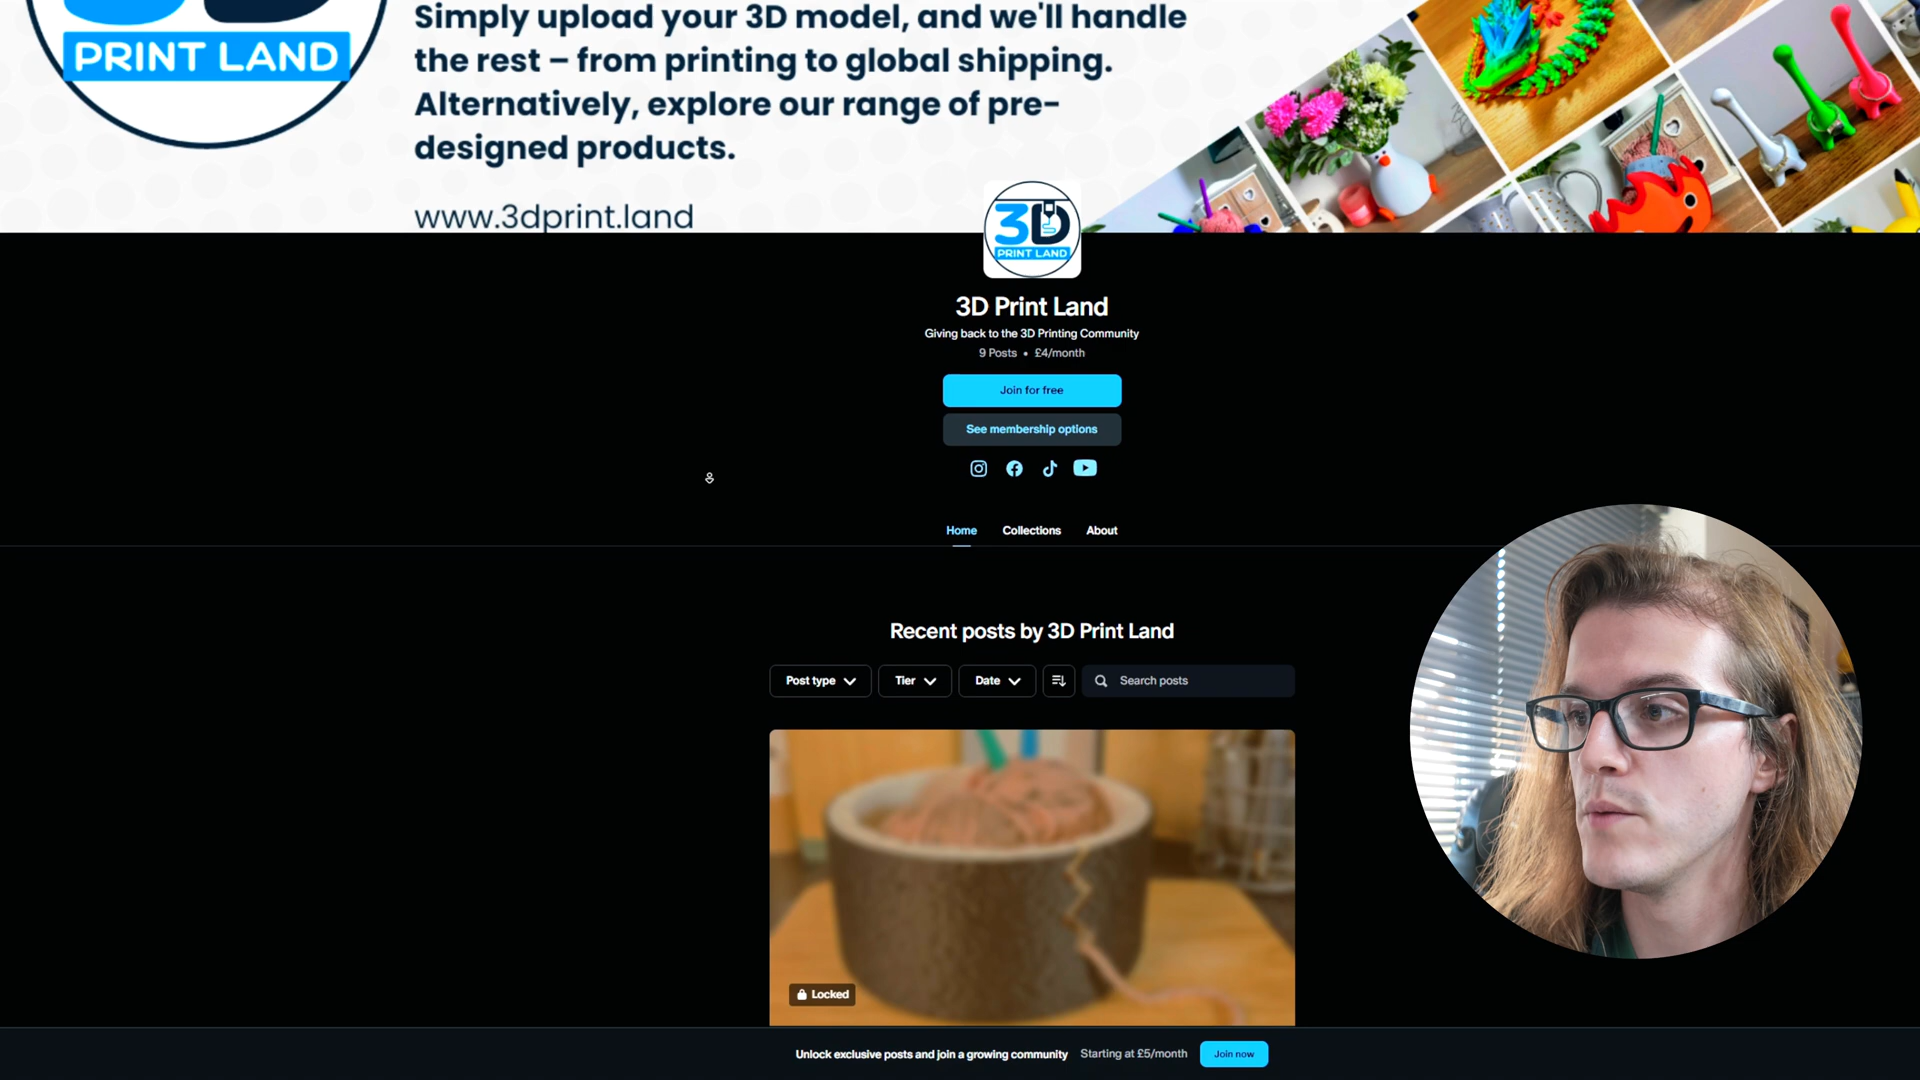 PRINT LAND
Simply upload your 3D model, and we'll handle
the rest – from printing to global shipping.
Alternatively, explore our range of pre-
designed products.
www.3dprint.land
3D
PRINT LAND
3D Print Land
Giving back to the 3D Printing Community
9 Posts • £4/month
Join for free
See membership options
Home Collections About
Recent posts by 3D Print Land
Post type Tier Date Search posts
Locked
Unlock exclusive posts and join a growing community Starting at £5/month Join now